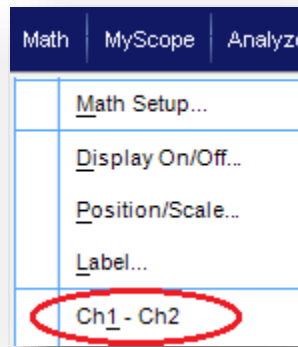 Math MyScope Analyze
Math Setup...
Display On/Off...
Position/Scale...
Label...
Ch1 - Ch2